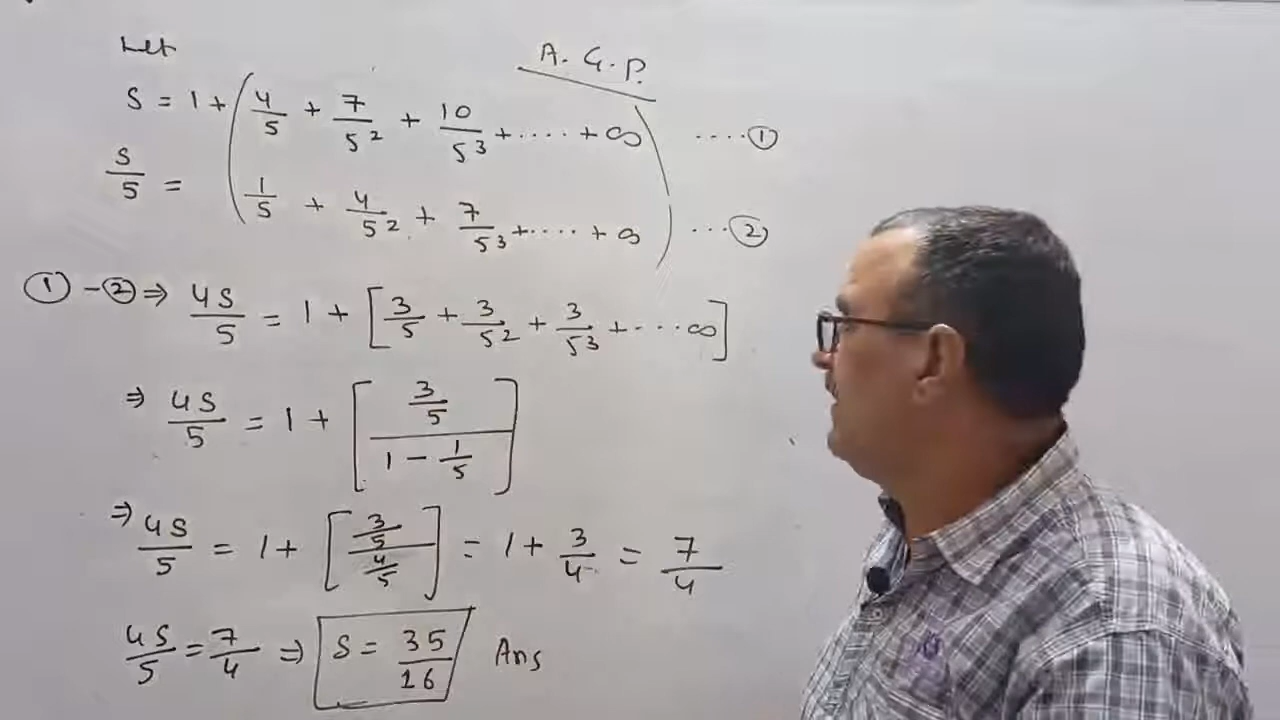 Let
A.G.P.
S = 1 + ( 4/5 + 7/5² + 10/5³ + ..... + ∞ ....①
S/5 = 1/5 + 4/5² + 7/5³ + ..... + ∞ ) ...②
① - ② ⇒ 4S/5 = 1 + [ 3/5 + 3/5² + 3/5³ + .... ∞ ]
⇒ 4S/5 = 1 + [ (3/5) / (1 - 1/5) ]
⇒ 4S/5 = 1 + [ (3/5) / (4/5) ] = 1 + 3/4 = 7/4
4S/5 = 7/4 ⇒ S = 35/16 Ans